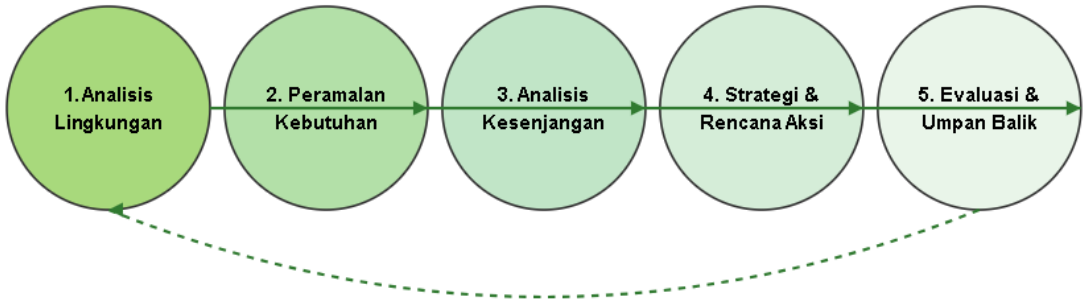 1. Analisis
Lingkungan
2. Peramalan
Kebutuhan
3. Analisis
Kesenjangan
4. Strategi &
Rencana Aksi
5. Evaluasi &
Umpan Balik